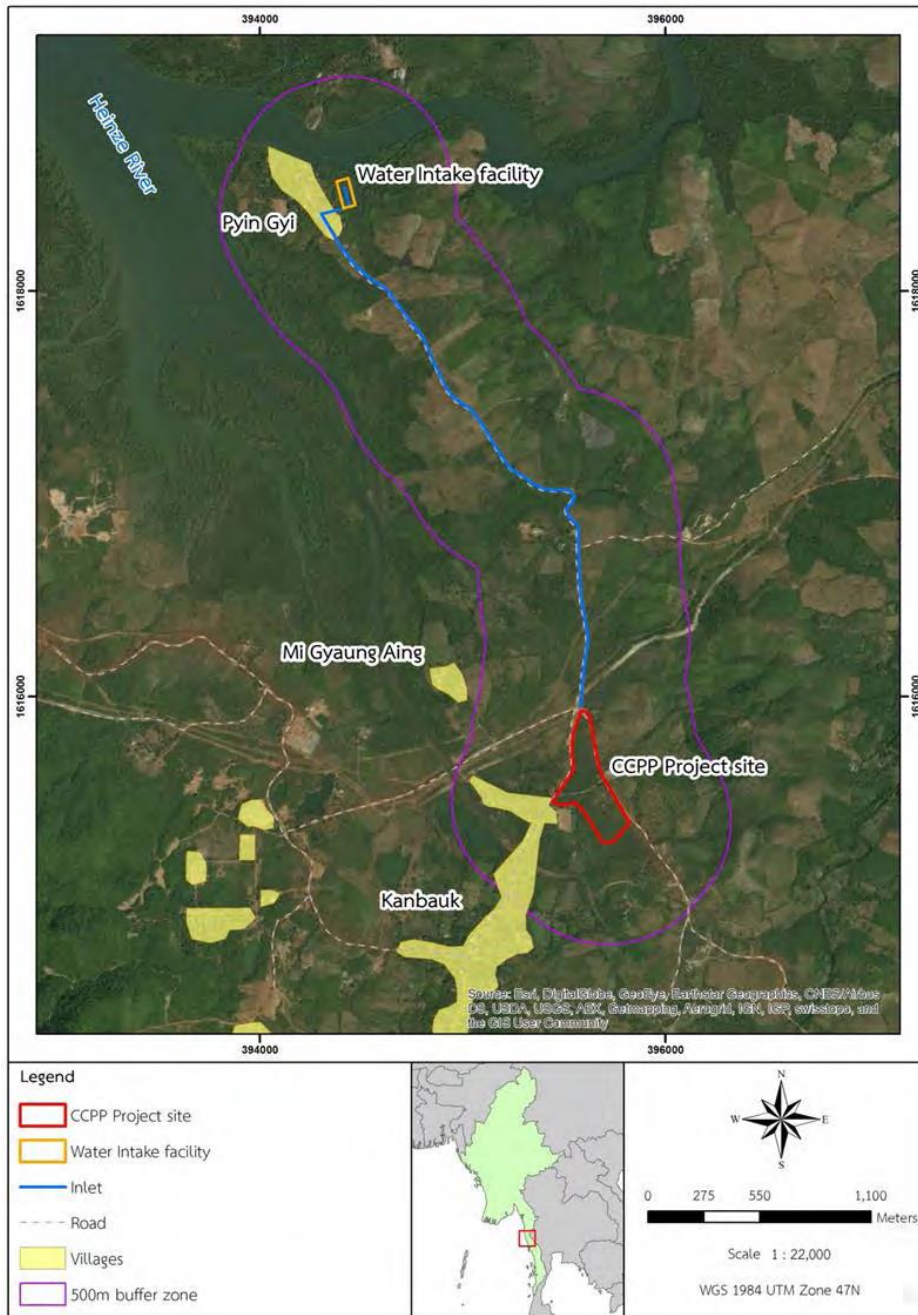 394000
396000
Heinze River
Water Intake facility
Pyin Gyi
1618000
1618000
Mi Gyaung Aing
1616000
1616000
CCPP Project site
Kanbauk
Source: Esri, DigitalGlobe, GeoEye, Earthstar Geographics, CNES/Airbus
DS, USDA, USGS, AEX, Getmapping, Aerogrid, IGN, IGP, swisstopo, and
the GIS User Community
394000
396000
Legend
CCPP Project site
Water Intake facility
Inlet
Road
Villages
500m buffer zone
N
W
E
S
0 275 550 1,100
Meters
Scale 1 : 22,000
WGS 1984 UTM Zone 47N